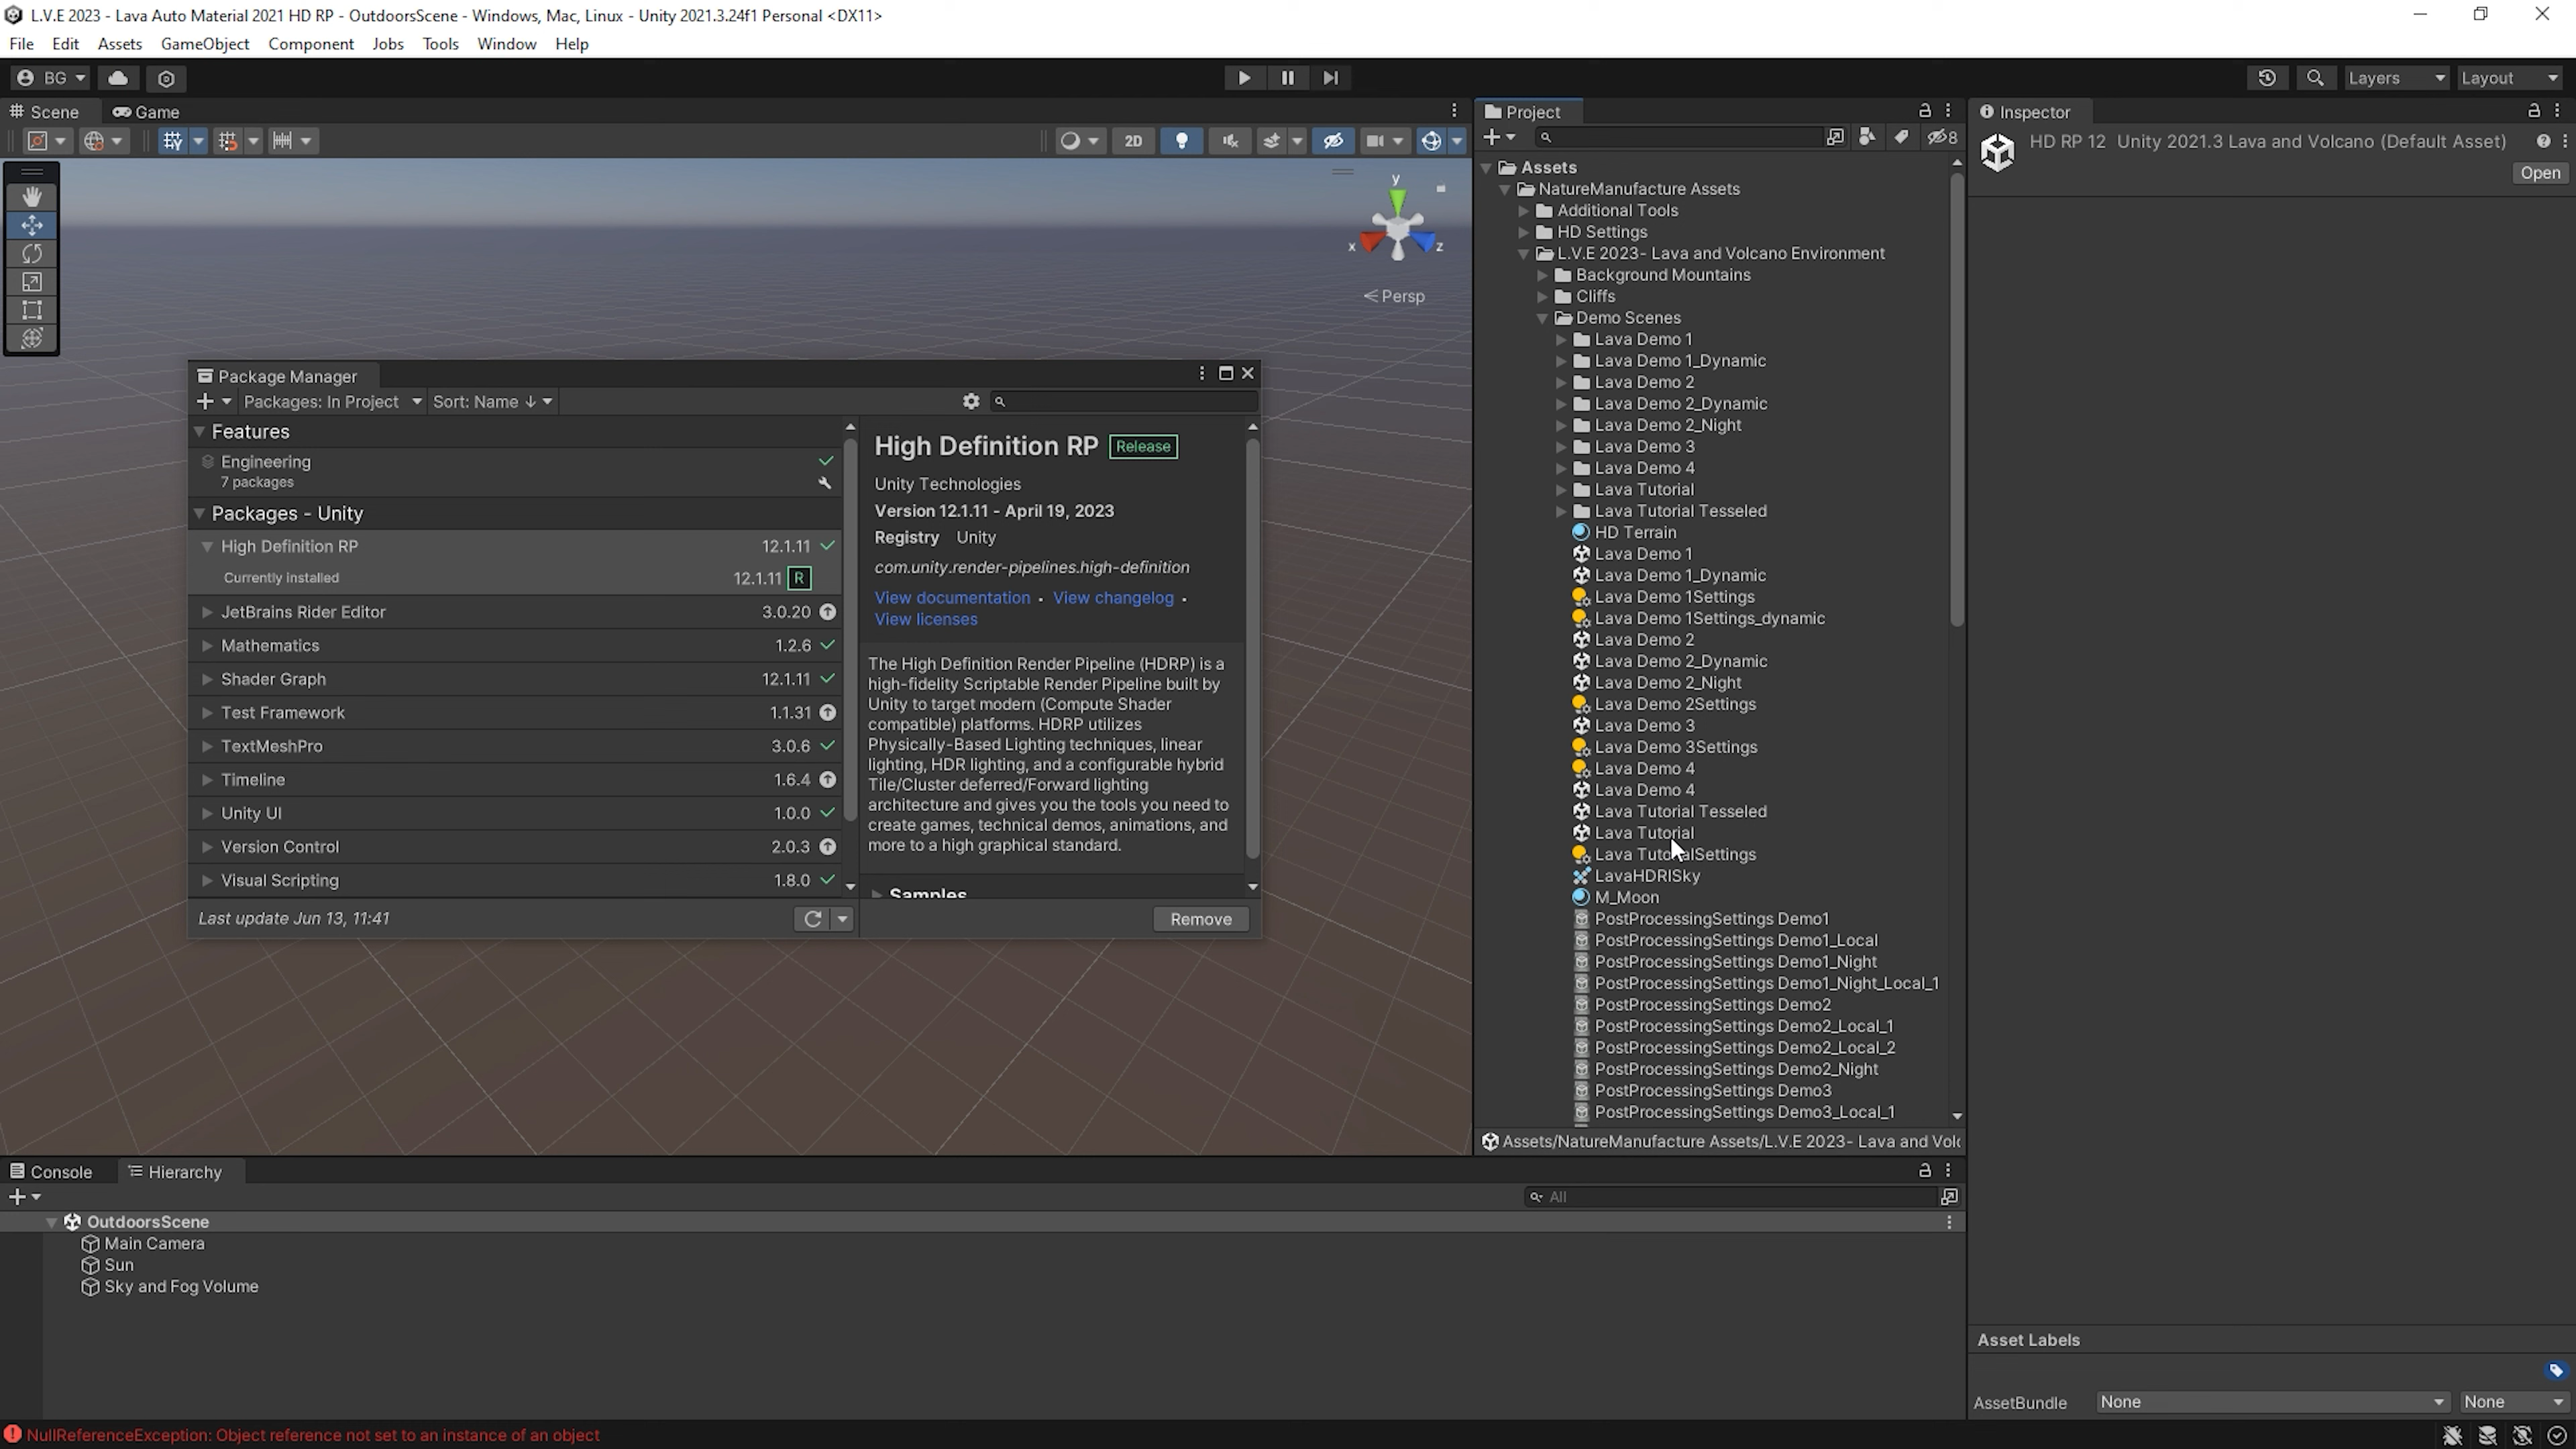 L.V.E 2023 - Lava Auto Material 2021 HD RP - OutdoorsScene - Windows, Mac, Linux - Unity 2021.3.24f1 Personal <DX11>
File Edit Assets GameObject Component Jobs Tools Window Help
BG
Layers
Layout
Scene
Game
2D
y
x
z
Persp
Package Manager
Packages: In Project
Sort: Name ↓
Features
Engineering
7 packages
Packages - Unity
High Definition RP 12.1.11
Currently installed 12.1.11 R
JetBrains Rider Editor 3.0.20
Mathematics 1.2.6
Shader Graph 12.1.11
Test Framework 1.1.31
TextMeshPro 3.0.6
Timeline 1.6.4
Unity UI 1.0.0
Version Control 2.0.3
Visual Scripting 1.8.0
Last update Jun 13, 11:41
High Definition RP Release
Unity Technologies
Version 12.1.11 - April 19, 2023
Registry Unity
com.unity.render-pipelines.high-definition
View documentation • View changelog •
View licenses
The High Definition Render Pipeline (HDRP) is a
high-fidelity Scriptable Render Pipeline built by
Unity to target modern (Compute Shader
compatible) platforms. HDRP utilizes
Physically-Based Lighting techniques, linear
lighting, HDR lighting, and a configurable hybrid
Tile/Cluster deferred/Forward lighting
architecture and gives you the tools you need to
create games, technical demos, animations, and
more to a high graphical standard.
Samples
Remove
Project
8
Assets
NatureManufacture Assets
Additional Tools
HD Settings
L.V.E 2023- Lava and Volcano Environment
Background Mountains
Cliffs
Demo Scenes
Lava Demo 1
Lava Demo 1_Dynamic
Lava Demo 2
Lava Demo 2_Dynamic
Lava Demo 2_Night
Lava Demo 3
Lava Demo 4
Lava Tutorial
Lava Tutorial Tesseled
HD Terrain
Lava Demo 1
Lava Demo 1_Dynamic
Lava Demo 1Settings
Lava Demo 1Settings_dynamic
Lava Demo 2
Lava Demo 2_Dynamic
Lava Demo 2_Night
Lava Demo 2Settings
Lava Demo 3
Lava Demo 3Settings
Lava Demo 4
Lava Demo 4
Lava Tutorial Tesseled
Lava Tutorial
Lava TutorialSettings
LavaHDRISky
M_Moon
PostProcessingSettings Demo1
PostProcessingSettings Demo1_Local
PostProcessingSettings Demo1_Night
PostProcessingSettings Demo1_Night_Local_1
PostProcessingSettings Demo2
PostProcessingSettings Demo2_Local_1
PostProcessingSettings Demo2_Local_2
PostProcessingSettings Demo2_Night
PostProcessingSettings Demo3
PostProcessingSettings Demo3_Local_1
Assets/NatureManufacture Assets/L.V.E 2023- Lava and Volc
Inspector
HD RP 12 Unity 2021.3 Lava and Volcano (Default Asset)
Open
Console
Hierarchy
All
OutdoorsScene
Main Camera
Sun
Sky and Fog Volume
Asset Labels
AssetBundle None None
NullReferenceException: Object reference not set to an instance of an object